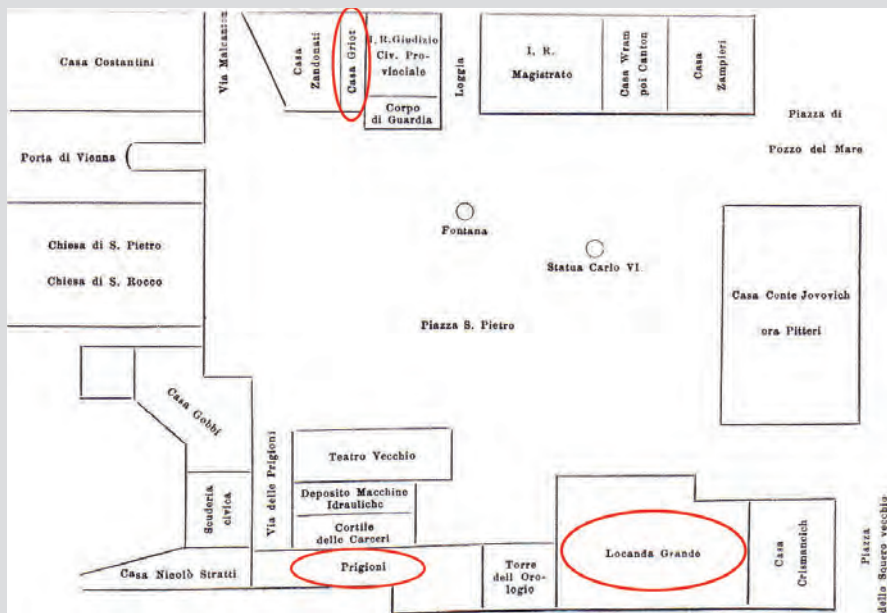 Casa Costantini
Via Malcanton
Casa
Zandonati
Casa Griot
I. R. Giudizio
Civ. Pro-
vinciale
Corpo
di Guardia
Loggia
I. R.
Magistrato
Casa Wram
poi Canton
Casa
Zampieri
Piazza di
Pozzo del Mare
Porta di Vienna
Chiesa di S. Pietro
Chiesa di S. Rocco
Fontana
Statua Carlo VI
Piazza S. Pietro
Casa Conte Jovovich
ora Pitteri
Casa Gobbi
Scuderia
civica
Via delle Prigioni
Teatro Vecchio
Deposito Macchine
Idrauliche
Cortile
delle Carceri
Casa Nicolò Stratti
Prigioni
Torre
dell Oro-
logio
Locanda Grande
Casa
Crismancich
Piazza
dello Squero vecchio